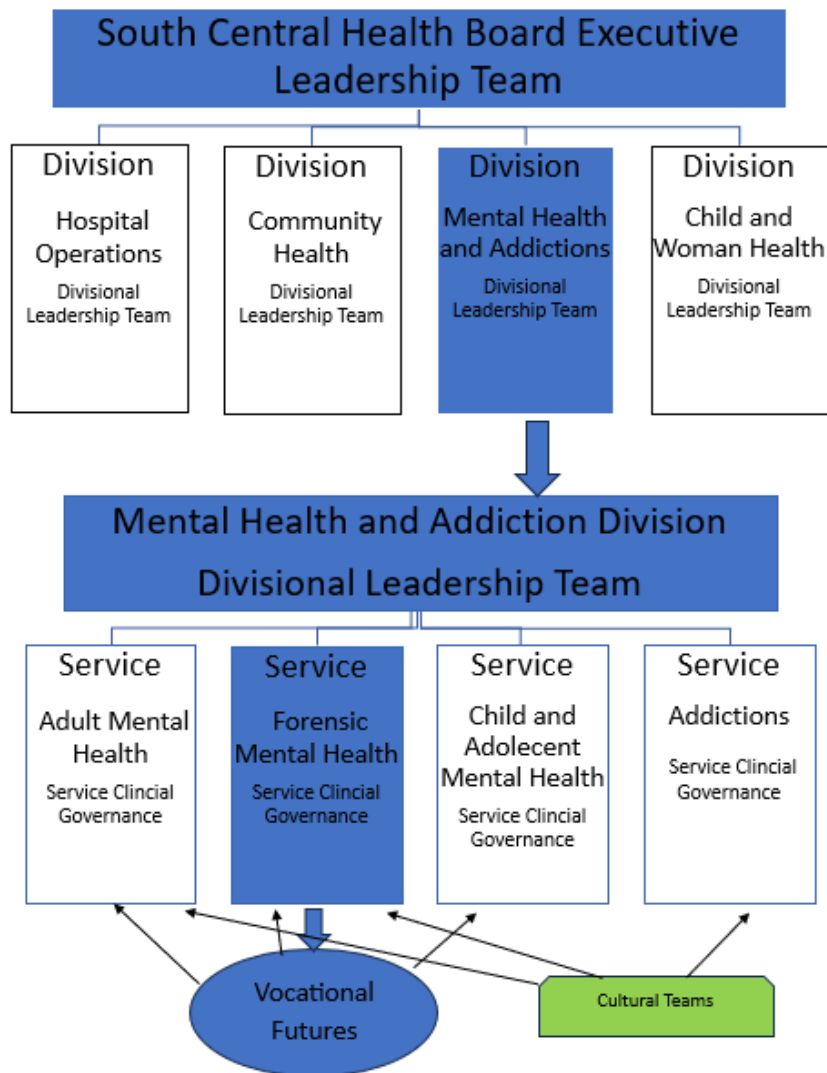 South Central Health Board Executive
Leadership Team
Division
Hospital
Operations
Divisional
Leadership Team
Division
Community
Health
Divisional
Leadership Team
Division
Mental Health
and Addictions
Divisional
Leadership Team
Division
Child and
Woman Health
Divisional
Leadership Team
Mental Health and Addiction Division
Divisional Leadership Team
Service
Adult Mental
Health
Service Clincial
Governance
Service
Forensic
Mental Health
Service Clincial
Governance
Service
Child and
Adolecent
Mental Health
Service Clincial
Governance
Service
Addictions
Service Clincial
Governance
Vocational
Futures
Cultural Teams